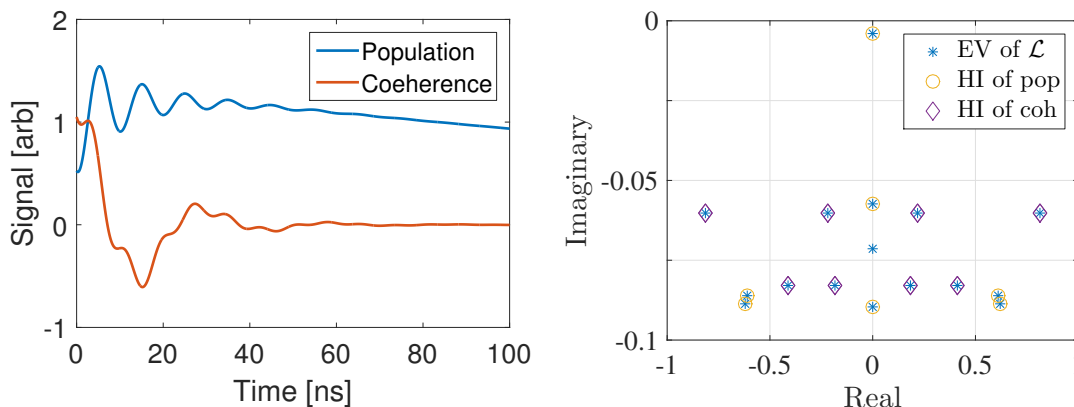 2
1
0
-1
Signal [arb]
Population
Coeherence
0
20
40
60
80
100
Time [ns]
0
-0.05
-0.1
Imaginary
EV of ℒ
HI of pop
HI of coh
-1
-0.5
0
0.5
Real